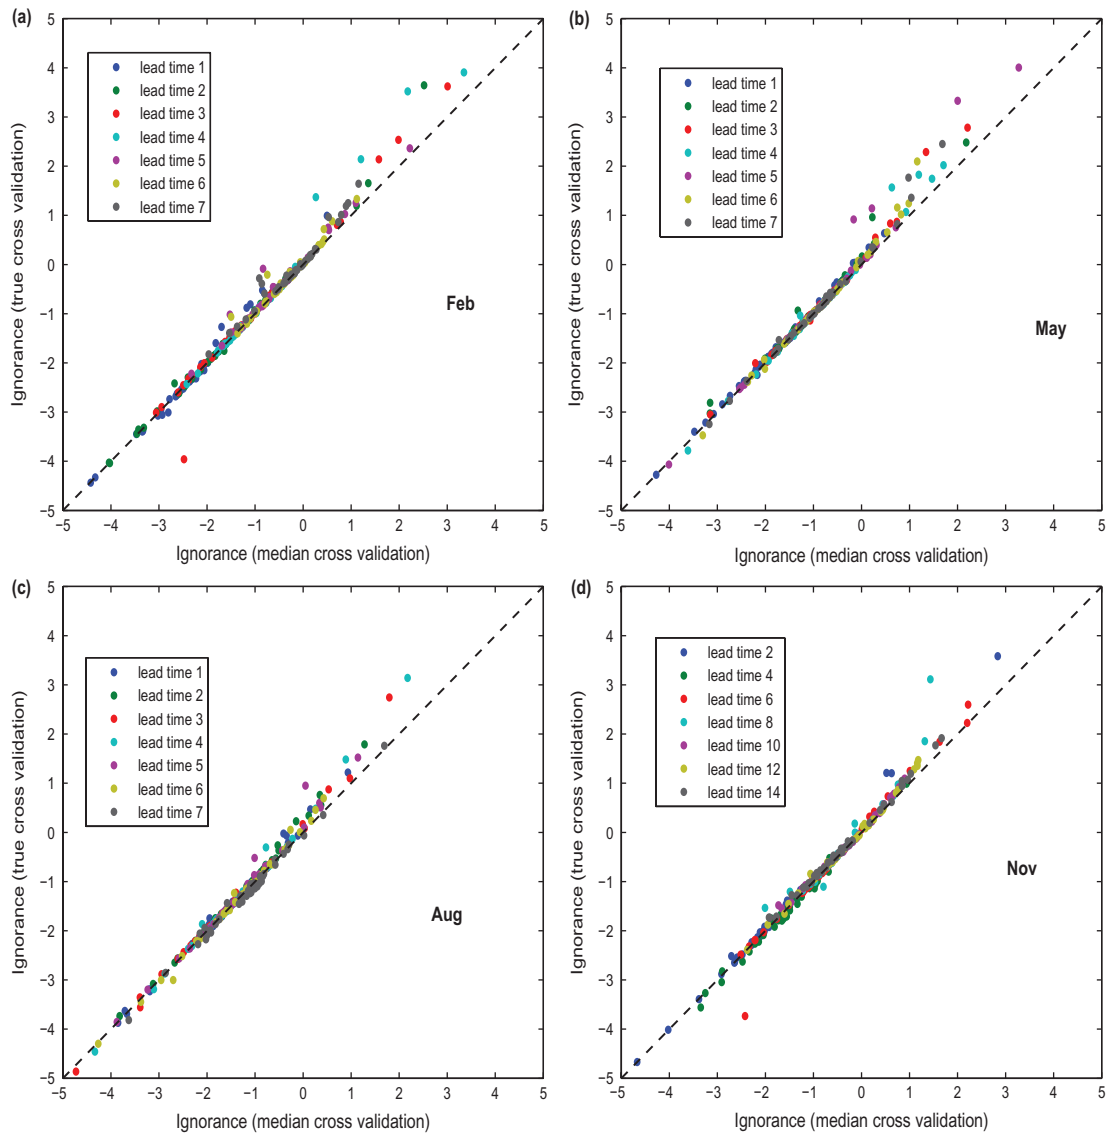 (a)
5
4
3
2
1
0
−1
−2
−3
−4
−5
−5 −4 −3 −2 −1 0 1 2 3 4 5
Ignorance (true cross validation)
Ignorance (median cross validation)
lead time 1
lead time 2
lead time 3
lead time 4
lead time 5
lead time 6
lead time 7
Feb
(b)
5
4
3
2
1
0
−1
−2
−3
−4
−5
−5 −4 −3 −2 −1 0 1 2 3 4 5
Ignorance (true cross validation)
Ignorance (median cross validation)
lead time 1
lead time 2
lead time 3
lead time 4
lead time 5
lead time 6
lead time 7
May
(c)
5
4
3
2
1
0
−1
−2
−3
−4
−5
−5 −4 −3 −2 −1 0 1 2 3 4 5
Ignorance (true cross validation)
Ignorance (median cross validation)
lead time 1
lead time 2
lead time 3
lead time 4
lead time 5
lead time 6
lead time 7
Aug
(d)
5
4
3
2
1
0
−1
−2
−3
−4
−5
−5 −4 −3 −2 −1 0 1 2 3 4 5
Ignorance (true cross validation)
Ignorance (median cross validation)
lead time 2
lead time 4
lead time 6
lead time 8
lead time 10
lead time 12
lead time 14
Nov